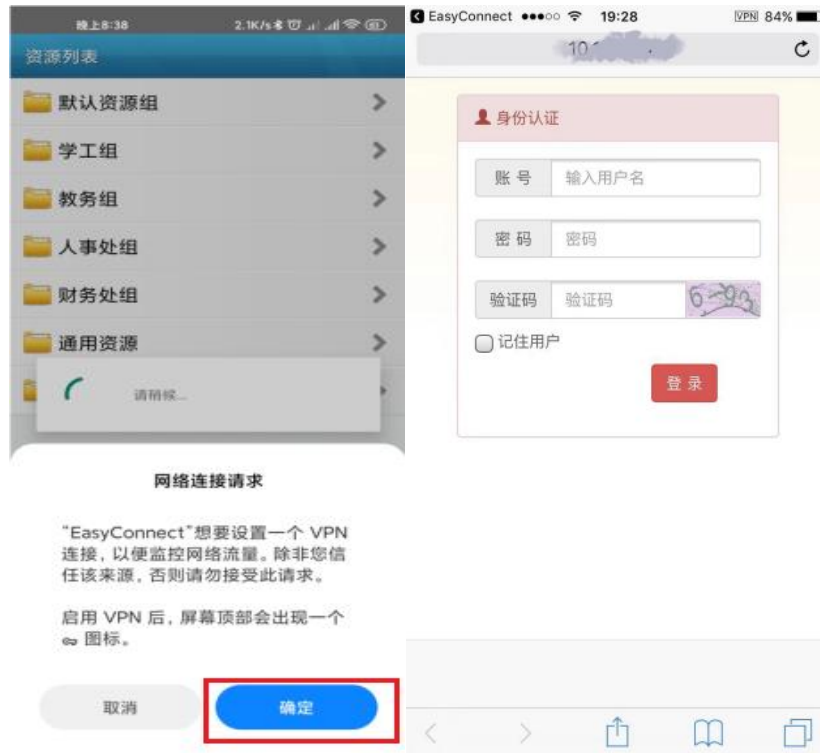 晚上8:38
2.1K/s
资源列表
默认资源组
学工组
教务组
人事处组
财务处组
通用资源
请稍候...
网络连接请求
“EasyConnect”想要设置一个 VPN
连接，以便监控网络流量。除非您信
任该来源，否则请勿接受此请求。
启用 VPN 后，屏幕顶部会出现一个
图标。
取消
确定
EasyConnect
19:28
VPN 84%
身份认证
账 号
输入用户名
密 码
密码
验证码
验证码
记住用户
登 录